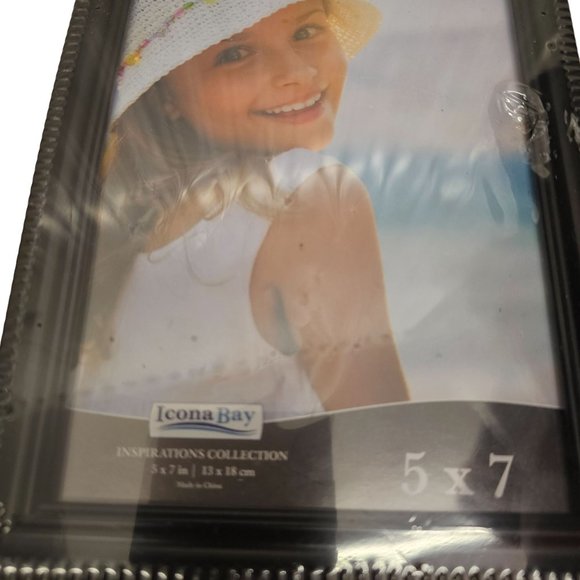 Icona Bay
INSPIRATIONS COLLECTION
5 x 7 in | 13 x 18 cm
Made in China
5 x 7